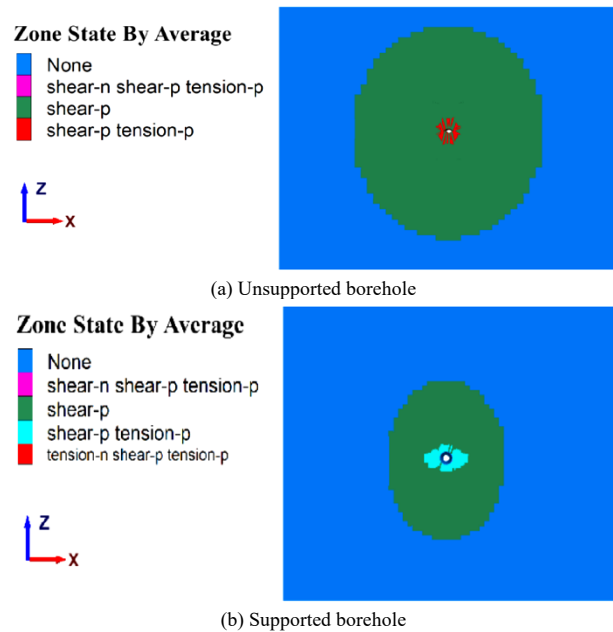 Zone State By Average
None
shear-n shear-p tension-p
shear-p
shear-p tension-p
Z
X
(a) Unsupported borehole
Zone State By Average
None
shear-n shear-p tension-p
shear-p
shear-p tension-p
tension-n shear-p tension-p
Z
X
(b) Supported borehole